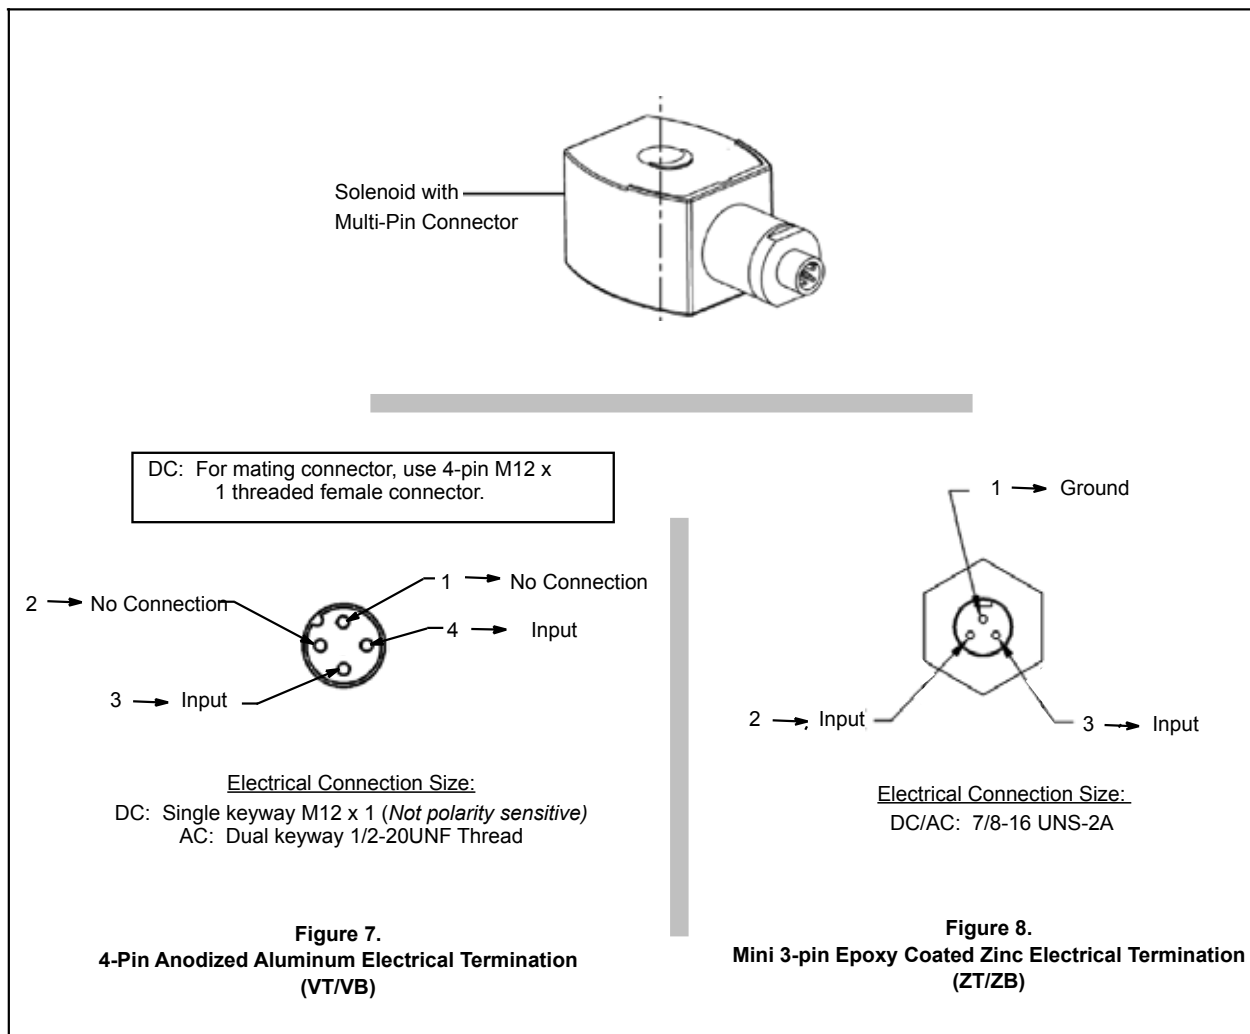 Solenoid with
Multi-Pin Connector
DC: For mating connector, use 4-pin M12 x
1 threaded female connector.
1 → No Connection
2 → No Connection
4 → Input
3 → Input
Electrical Connection Size:
DC: Single keyway M12 x 1 (Not polarity sensitive)
AC: Dual keyway 1/2-20UNF Thread
Figure 7.
4-Pin Anodized Aluminum Electrical Termination
(VT/VB)
1 → Ground
2 → Input
3 → Input
Electrical Connection Size:
DC/AC: 7/8-16 UNS-2A
Figure 8.
Mini 3-pin Epoxy Coated Zinc Electrical Termination
(ZT/ZB)